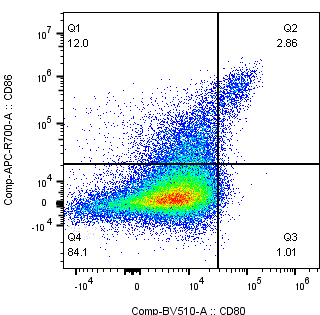 Q1
12.0
Q2
2.86
10^7
10^6
10^5
10^4
0
-10^4
Comp-APC-R700-A :: CD86
Q4
84.1
Q3
1.01
-10^4 0 10^4 10^5 10^6
Comp-BV510-A :: CD80